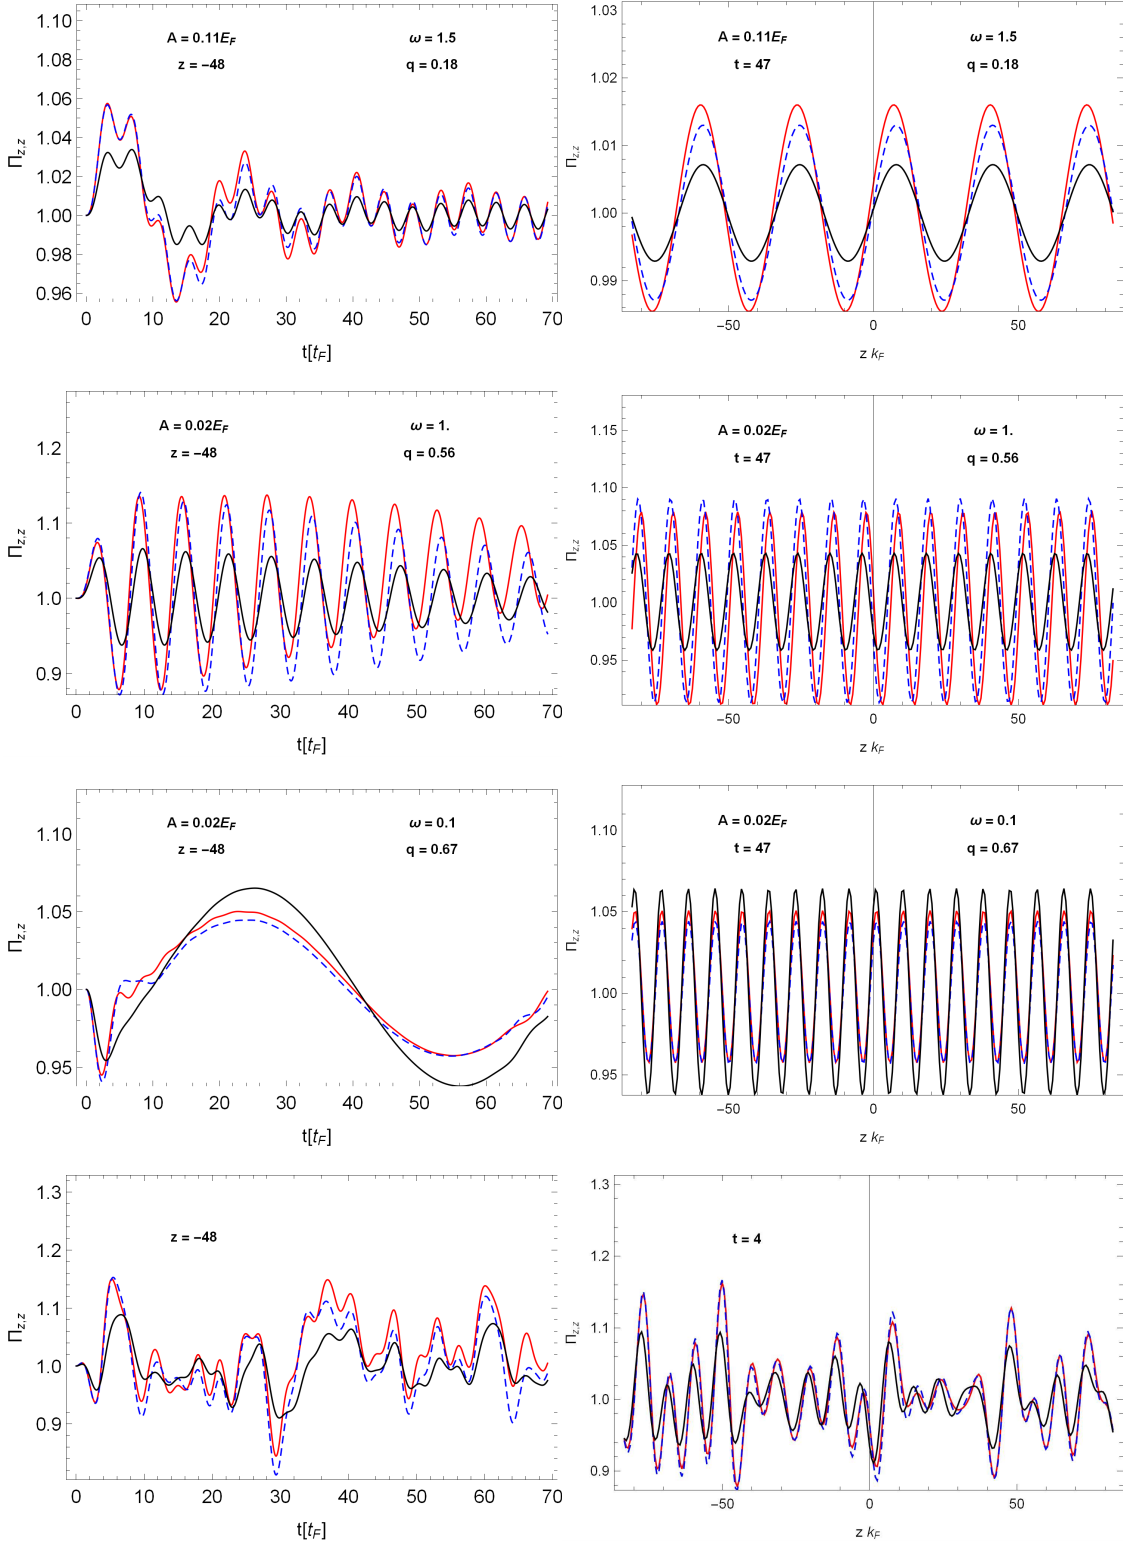 A = 0.11E_F
ω = 1.5
z = −48
q = 0.18
Π_{z,z}
1.10
1.08
1.06
1.04
1.02
1.00
0.98
0.96
0 10 20 30 40 50 60 70
t[t_F]
A = 0.11E_F
ω = 1.5
t = 47
q = 0.18
Π_{z,z}
1.03
1.02
1.01
1.00
0.99
−50 0 50
z k_F
A = 0.02E_F
ω = 1.
z = −48
q = 0.56
Π_{z,z}
1.2
1.1
1.0
0.9
0 10 20 30 40 50 60 70
t[t_F]
A = 0.02E_F
ω = 1.
t = 47
q = 0.56
Π_{z,z}
1.15
1.10
1.05
1.00
0.95
−50 0 50
z k_F
A = 0.02E_F
ω = 0.1
z = −48
q = 0.67
Π_{z,z}
1.10
1.05
1.00
0.95
0 10 20 30 40 50 60 70
t[t_F]
A = 0.02E_F
ω = 0.1
t = 47
q = 0.67
Π_{z,z}
1.10
1.05
1.00
0.95
−50 0 50
z k_F
z = −48
Π_{z,z}
1.3
1.2
1.1
1.0
0.9
0 10 20 30 40 50 60 70
t[t_F]
t = 4
Π_{z,z}
1.3
1.2
1.1
1.0
0.9
−50 0 50
z k_F